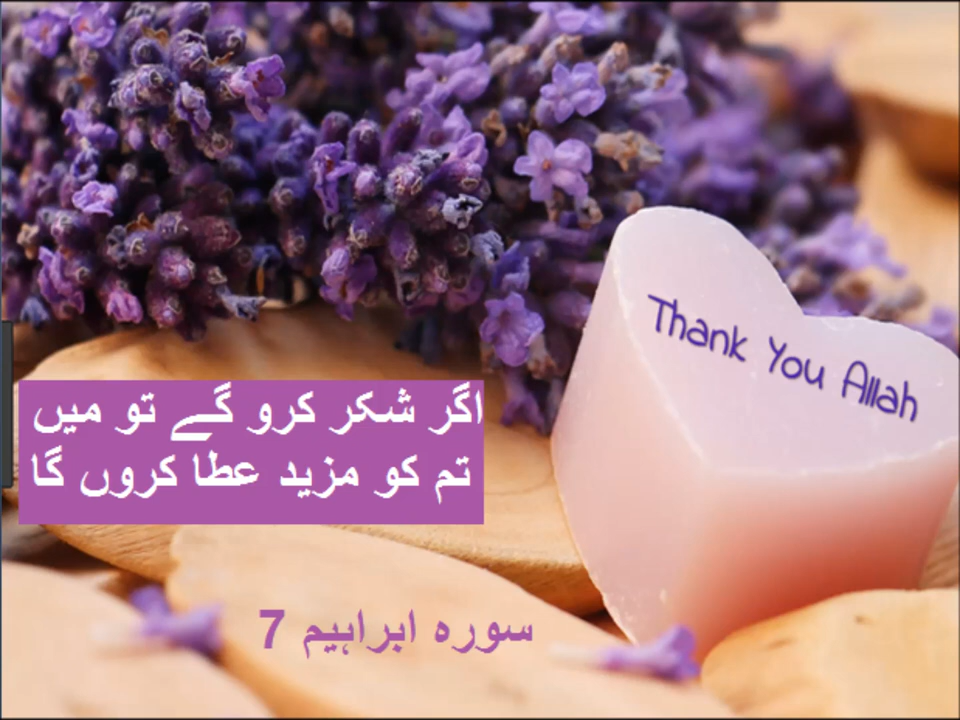 Thank You Allah
اگر شکر کرو گے تو میں
تم کو مزید عطا کروں گا
سورہ ابراہیم 7